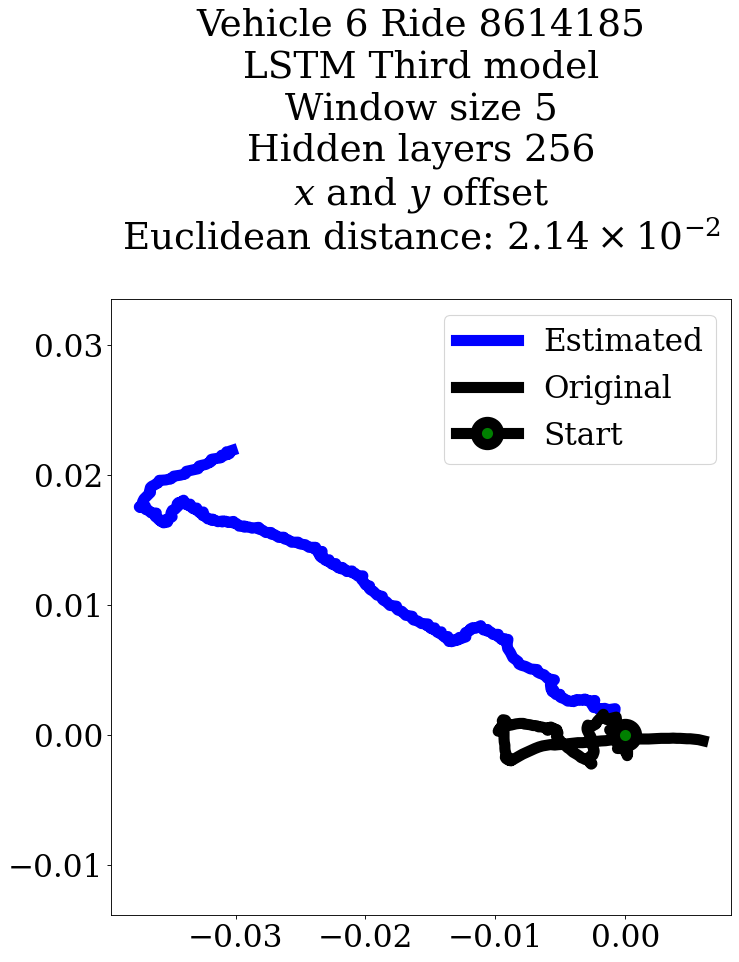 Vehicle 6 Ride 8614185
LSTM Third model
Window size 5
Hidden layers 256
x and y offset
Euclidean distance: 2.14 × 10⁻²
Estimated
Original
Start
0.03
0.02
0.01
0.00
−0.01
−0.03
−0.02
−0.01
0.00